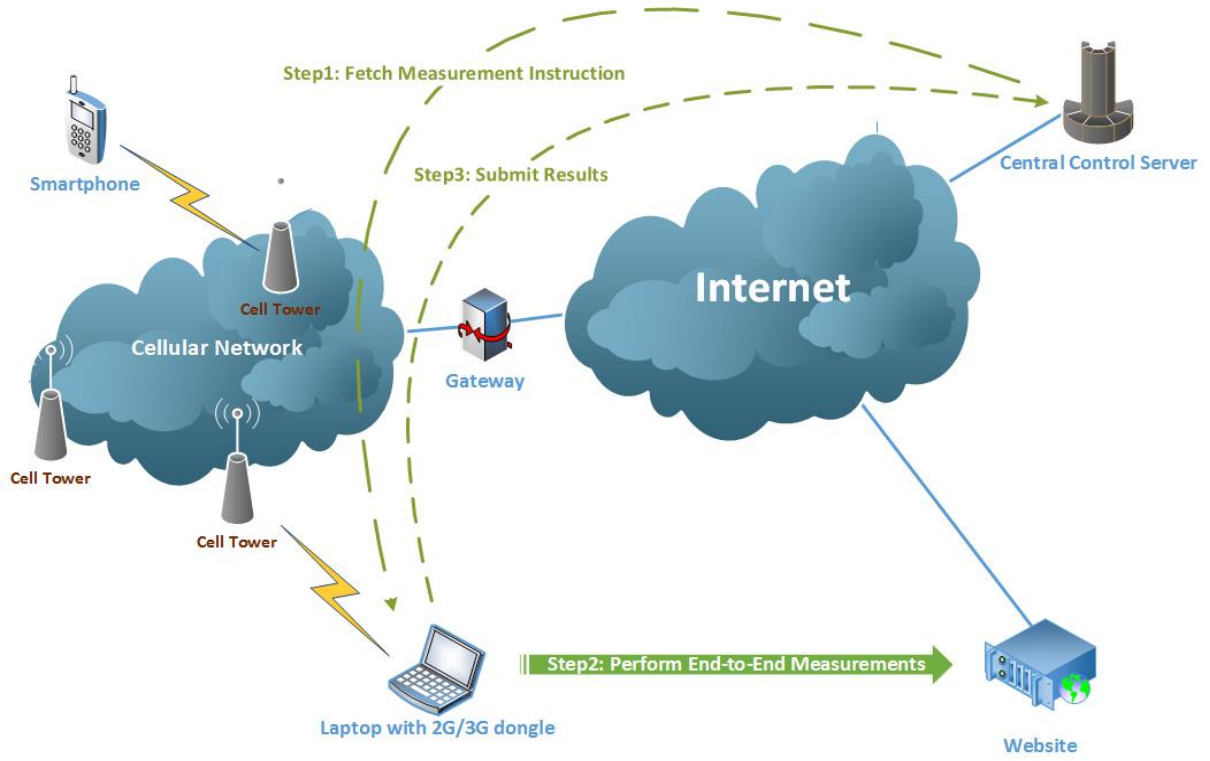 Step1: Fetch Measurement Instruction
Central Control Server
Step3: Submit Results
Smartphone
Internet
Cell Tower
Cellular Network
Gateway
Cell Tower
Cell Tower
Step2: Perform End-to-End Measurements
Laptop with 2G/3G dongle
Website